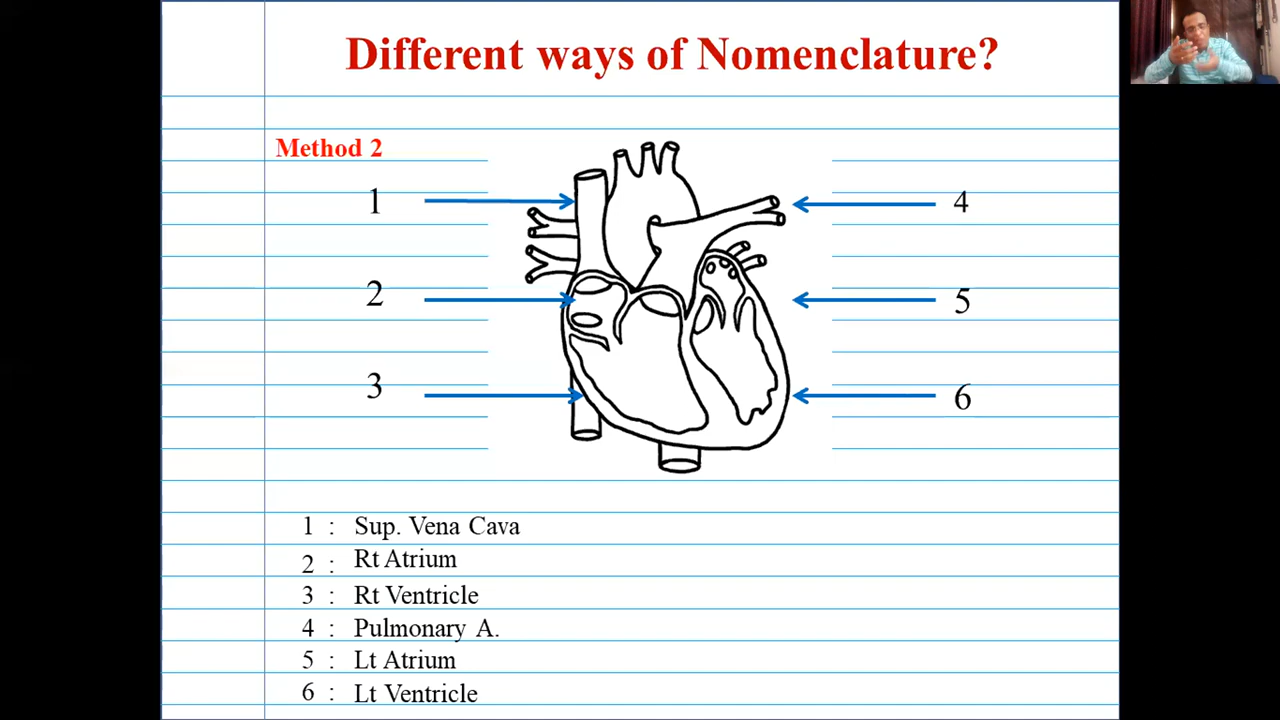 Different ways of Nomenclature?
Method 2
1
4
2
5
3
6
1 : Sup. Vena Cava
2 : Rt Atrium
3 : Rt Ventricle
4 : Pulmonary A.
5 : Lt Atrium
6 : Lt Ventricle